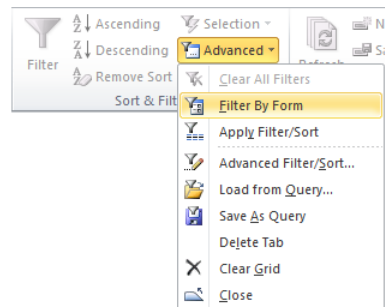 Ascending
Selection
N
Descending
Advanced
Filter
Remove Sort
Sort & Filt
Clear All Filters
Filter By Form
Apply Filter/Sort
Advanced Filter/Sort...
Load from Query...
Save As Query
Delete Tab
Clear Grid
Close